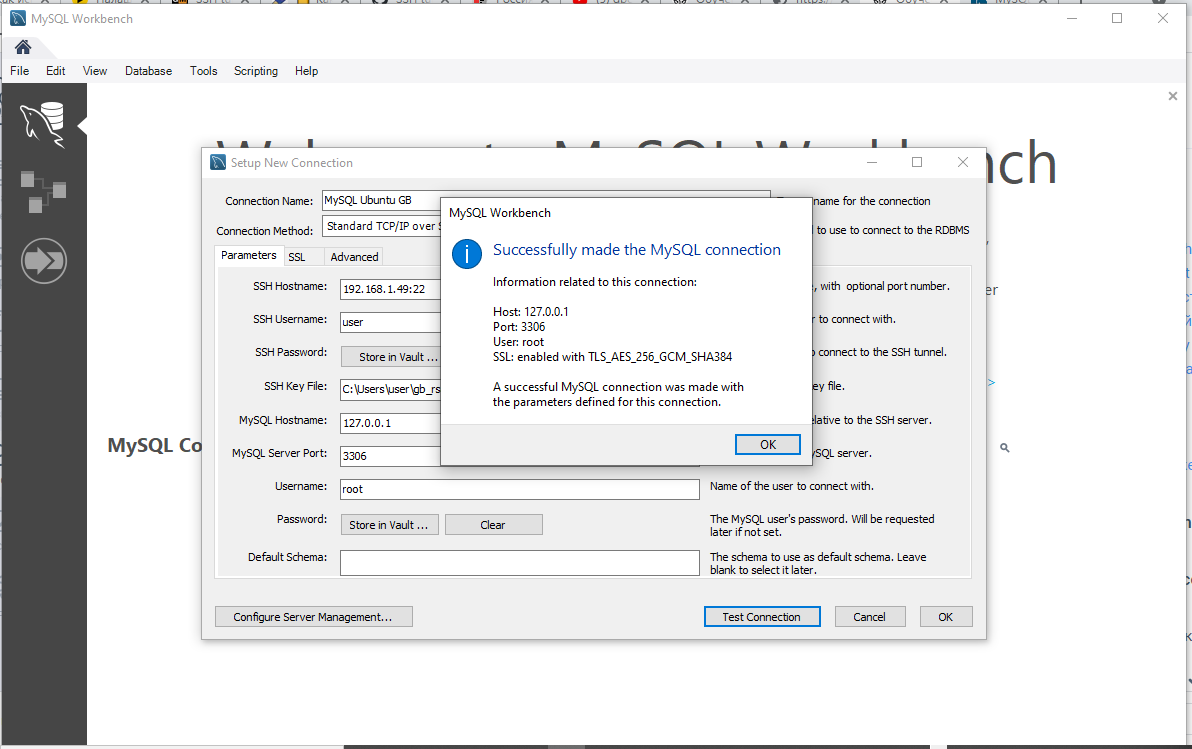 MySQL Workbench
File Edit View Database Tools Scripting Help
Setup New Connection
Connection Name: MySQL Ubuntu GB name for the connection
Connection Method: Standard TCP/IP over to use to connect to the RDBMS
Parameters SSL Advanced
SSH Hostname: 192.168.1.49:22 , with optional port number.
SSH Username: user to connect with.
SSH Password: Store in Vault ... to connect to the SSH tunnel.
SSH Key File: C:\Users\user\gb_rs key file.
MySQL Hostname: 127.0.0.1 relative to the SSH server.
MySQL Server Port: 3306 MySQL server.
Username: root Name of the user to connect with.
Password: Store in Vault ... Clear The MySQL user's password. Will be requested
later if not set.
Default Schema: The schema to use as default schema. Leave
blank to select it later.
Configure Server Management... Test Connection Cancel OK
MySQL Workbench
Successfully made the MySQL connection
Information related to this connection:
Host: 127.0.0.1
Port: 3306
User: root
SSL: enabled with TLS_AES_256_GCM_SHA384
A successful MySQL connection was made with
the parameters defined for this connection.
OK
MySQL Co